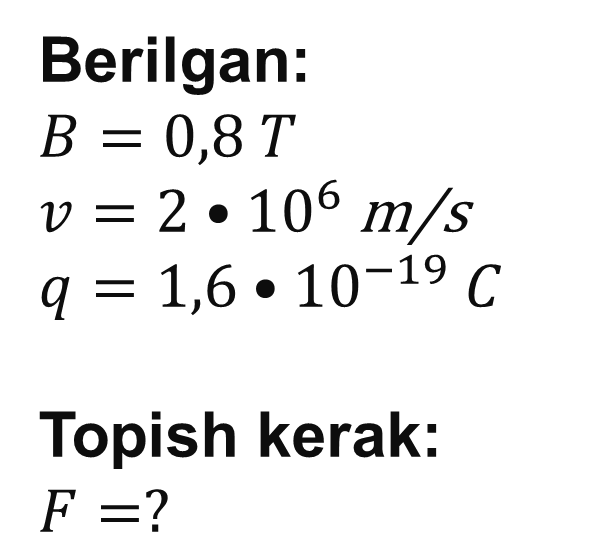 Berilgan:
B = 0,8 T
v = 2 • 10⁶ m/s
q = 1,6 • 10⁻¹⁹ C
Topish kerak:
F =?